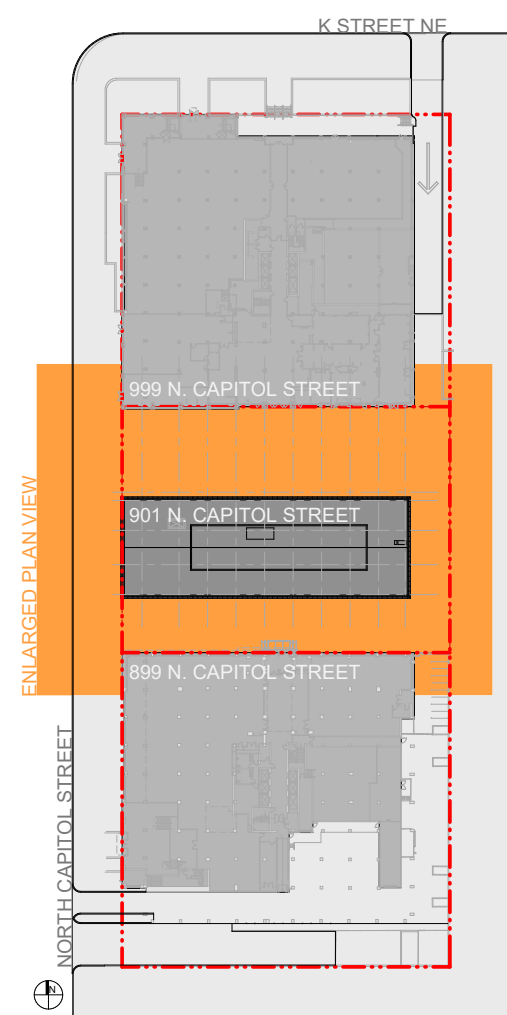 K STREET NE
999 N. CAPITOL STREET
901 N. CAPITOL STREET
ENLARGED PLAN VIEW
899 N. CAPITOL STREET
NORTH CAPITOL STREET
N